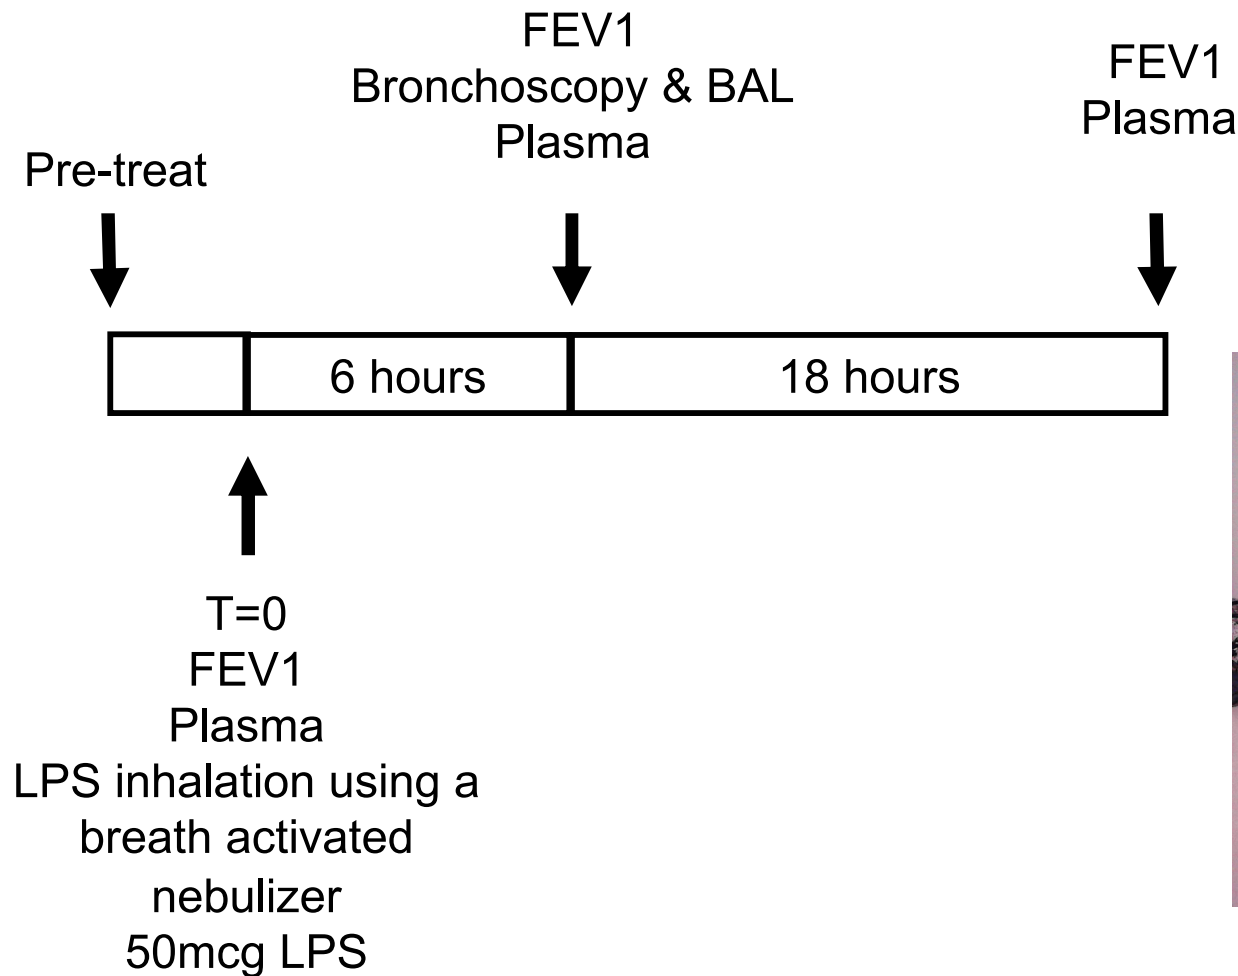 Pre-treat
FEV1
Bronchoscopy & BAL
Plasma
FEV1
Plasma
6 hours
18 hours
T=0
FEV1
Plasma
LPS inhalation using a
breath activated
nebulizer
50mcg LPS